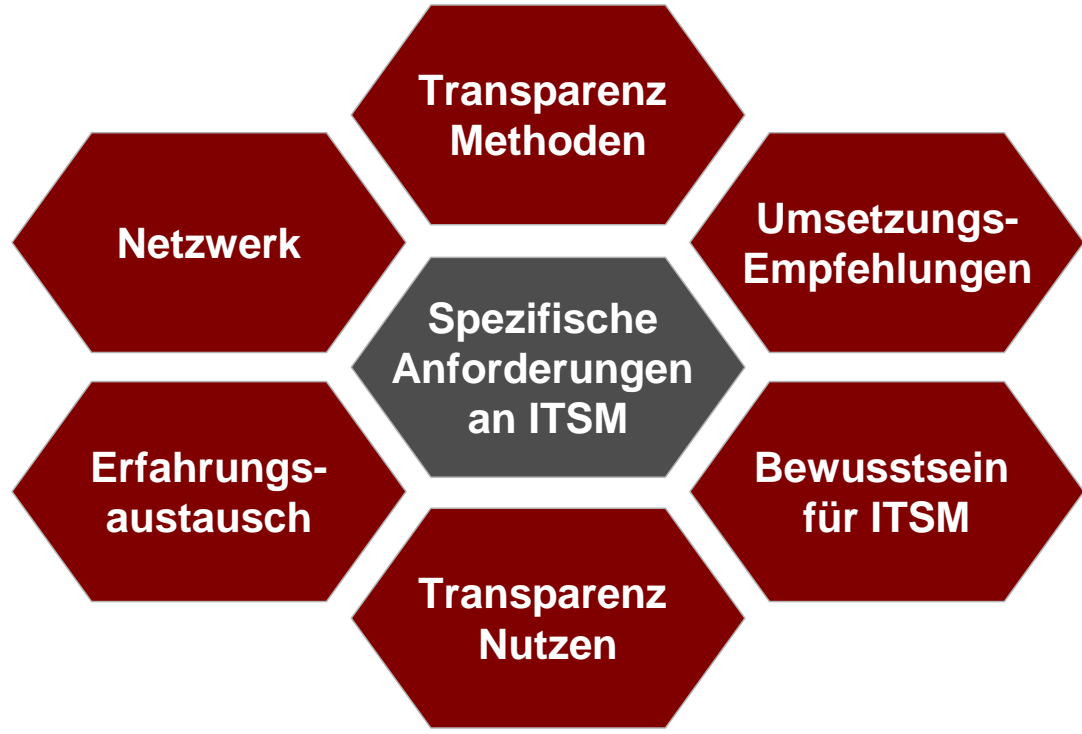 Transparenz
Methoden
Netzwerk
Umsetzungs-
Empfehlungen
Spezifische
Anforderungen
an ITSM
Erfahrungs-
austausch
Bewusstsein
für ITSM
Transparenz
Nutzen